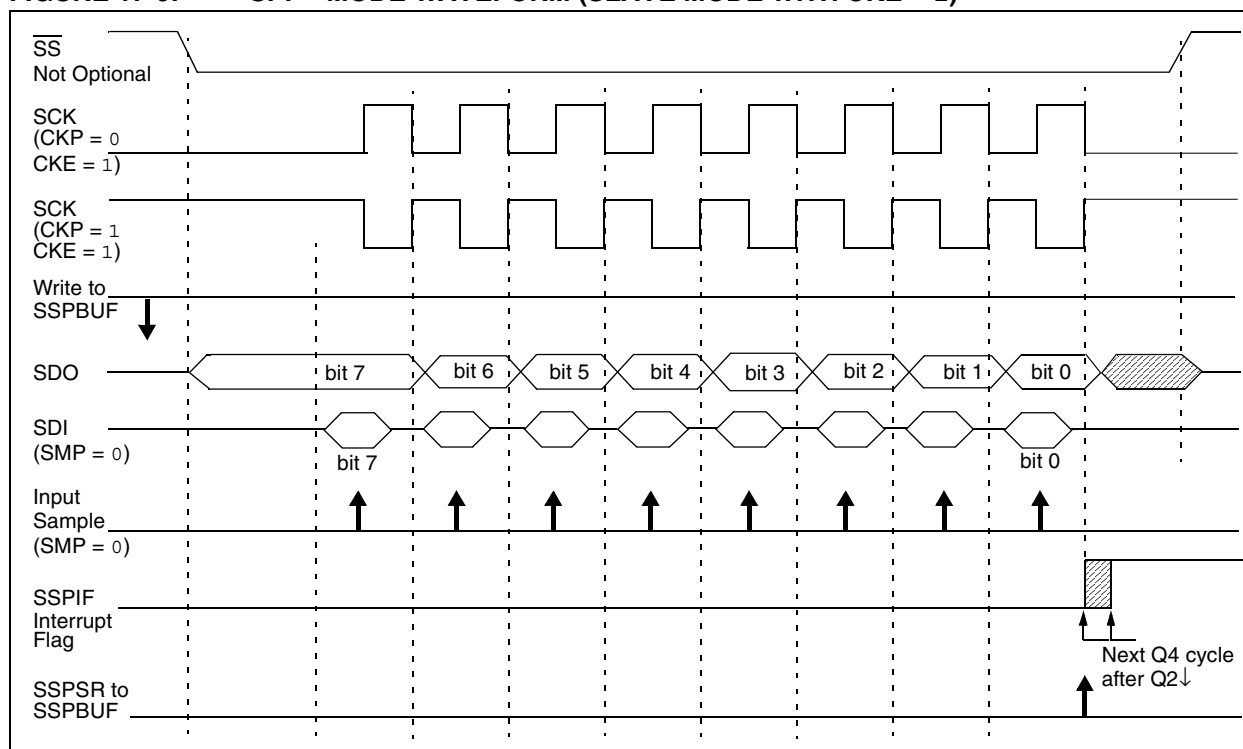 SS
Not Optional
SCK
(CKP = 0
CKE = 1)
SCK
(CKP = 1
CKE = 1)
Write to
SSPBUF
SDO
bit 7
bit 6
bit 5
bit 4
bit 3
bit 2
bit 1
bit 0
SDI
(SMP = 0)
bit 7
bit 0
Input
Sample
(SMP = 0)
SSPIF
Interrupt
Flag
Next Q4 cycle
after Q2↓
SSPSR to
SSPBUF